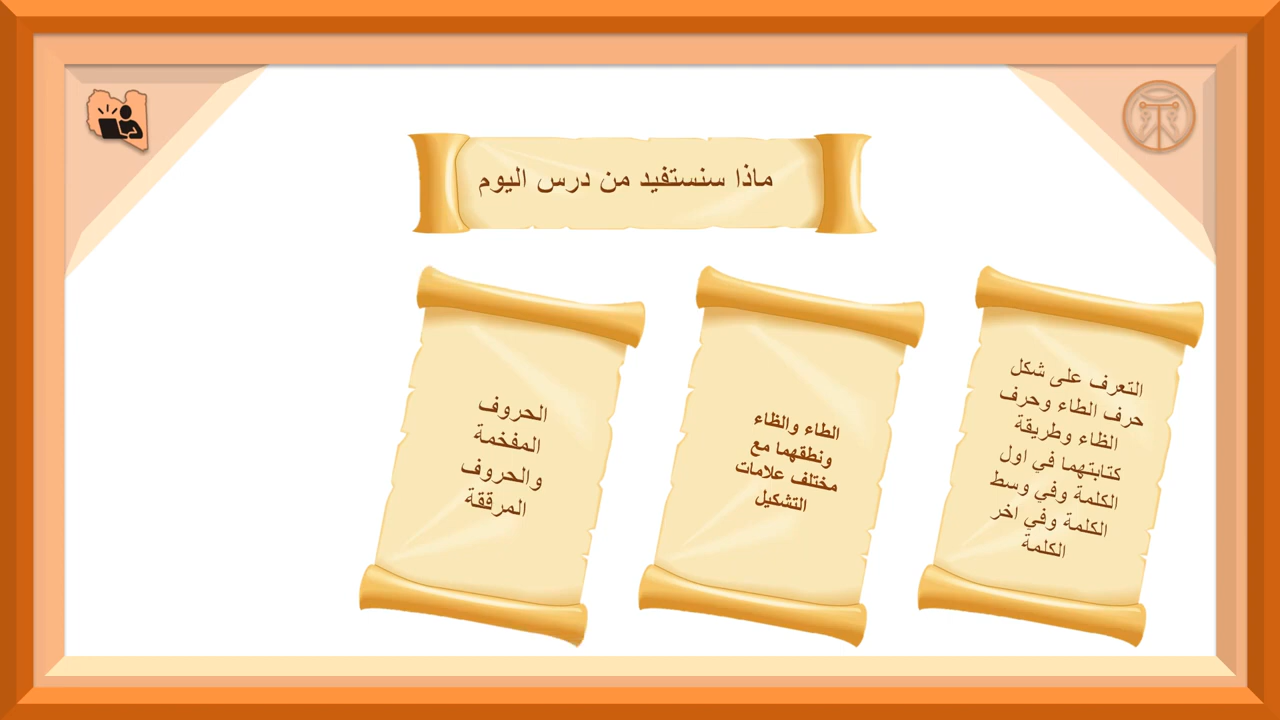 ماذا سنستفيد من درس اليوم
التعرف على شكل
حرف الطاء وحرف
الظاء وطريقة
كتابتهما في اول
الكلمة وفي وسط
الكلمة وفي اخر
الكلمة
الطاء والظاء
ونطقهما مع
مختلف علامات
التشكيل
الحروف
المفخمة
والحروف
المرققة